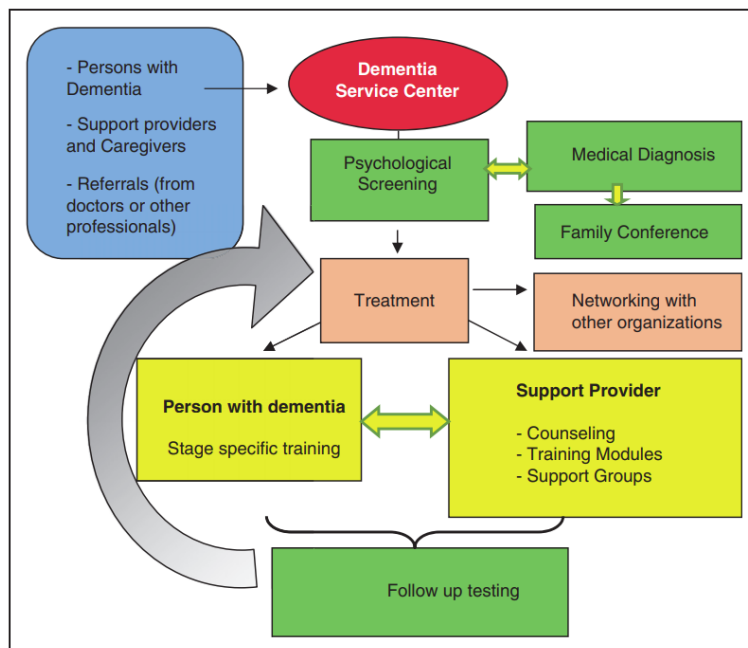 - Persons with
Dementia
- Support providers
and Caregivers
- Referrals (from
doctors or other
professionals)
Dementia
Service Center
Psychological
Screening
Medical Diagnosis
Family Conference
Treatment
Networking with
other organizations
Person with dementia
Stage specific training
Support Provider
- Counseling
- Training Modules
- Support Groups
Follow up testing